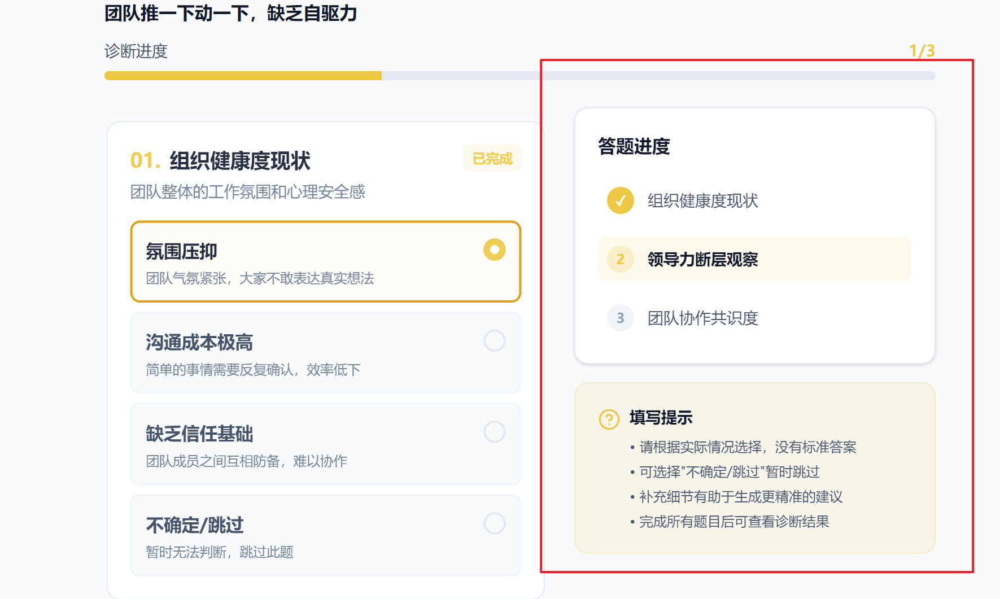 团队推一下动一下，缺乏自驱力
诊断进度
1/3
01. 组织健康度现状
已完成
团队整体的工作氛围和心理安全感
氛围压抑
团队气氛紧张，大家不敢表达真实想法
沟通成本极高
简单的事情需要反复确认，效率低下
缺乏信任基础
团队成员之间互相防备，难以协作
不确定/跳过
暂时无法判断，跳过此题
答题进度
组织健康度现状
2 领导力断层观察
3 团队协作共识度
填写提示
• 请根据实际情况选择，没有标准答案
• 可选择"不确定/跳过"暂时跳过
• 补充细节有助于生成更精准的建议
• 完成所有题目后可查看诊断结果